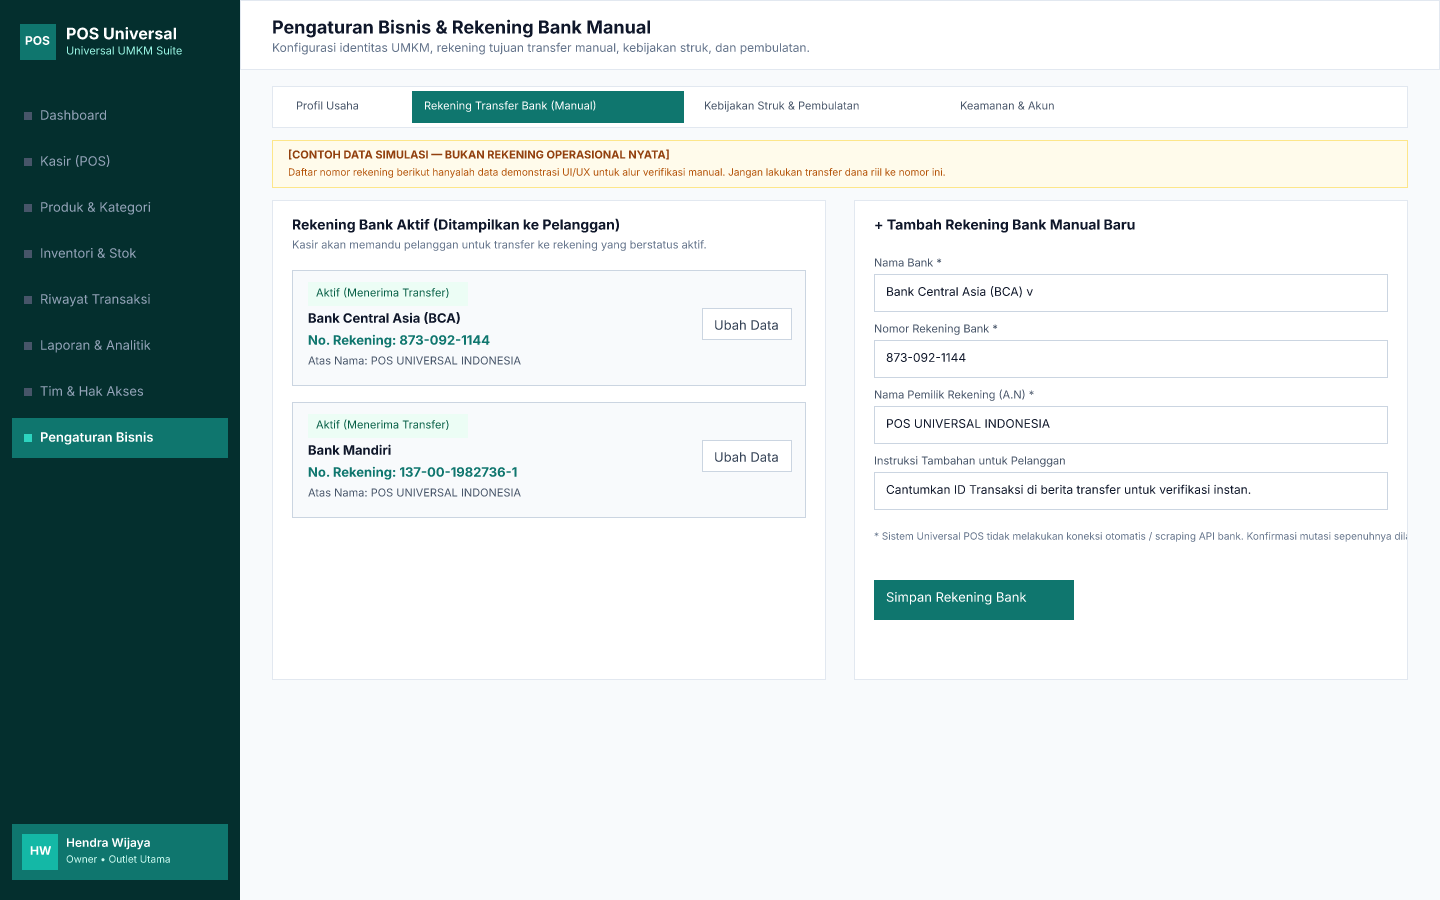 POS
POS Universal
Universal UMKM Suite
Dashboard
Kasir (POS)
Produk & Kategori
Inventori & Stok
Riwayat Transaksi
Laporan & Analitik
Tim & Hak Akses
Pengaturan Bisnis
HW
Hendra Wijaya
Owner • Outlet Utama
Pengaturan Bisnis & Rekening Bank Manual
Konfigurasi identitas UMKM, rekening tujuan transfer manual, kebijakan struk, dan pembulatan.
Profil Usaha
Rekening Transfer Bank (Manual)
Kebijakan Struk & Pembulatan
Keamanan & Akun
[CONTOH DATA SIMULASI — BUKAN REKENING OPERASIONAL NYATA]
Daftar nomor rekening berikut hanyalah data demonstrasi UI/UX untuk alur verifikasi manual. Jangan lakukan transfer dana riil ke nomor ini.
Rekening Bank Aktif (Ditampilkan ke Pelanggan)
Kasir akan memandu pelanggan untuk transfer ke rekening yang berstatus aktif.
Aktif (Menerima Transfer)
Bank Central Asia (BCA)
No. Rekening: 873-092-1144
Atas Nama: POS UNIVERSAL INDONESIA
Ubah Data
Aktif (Menerima Transfer)
Bank Mandiri
No. Rekening: 137-00-1982736-1
Atas Nama: POS UNIVERSAL INDONESIA
Ubah Data
+ Tambah Rekening Bank Manual Baru
Nama Bank *
Bank Central Asia (BCA) v
Nomor Rekening Bank *
873-092-1144
Nama Pemilik Rekening (A.N) *
POS UNIVERSAL INDONESIA
Instruksi Tambahan untuk Pelanggan
Cantumkan ID Transaksi di berita transfer untuk verifikasi instan.
* Sistem Universal POS tidak melakukan koneksi otomatis / scraping API bank. Konfirmasi mutasi sepenuhnya
Simpan Rekening Bank